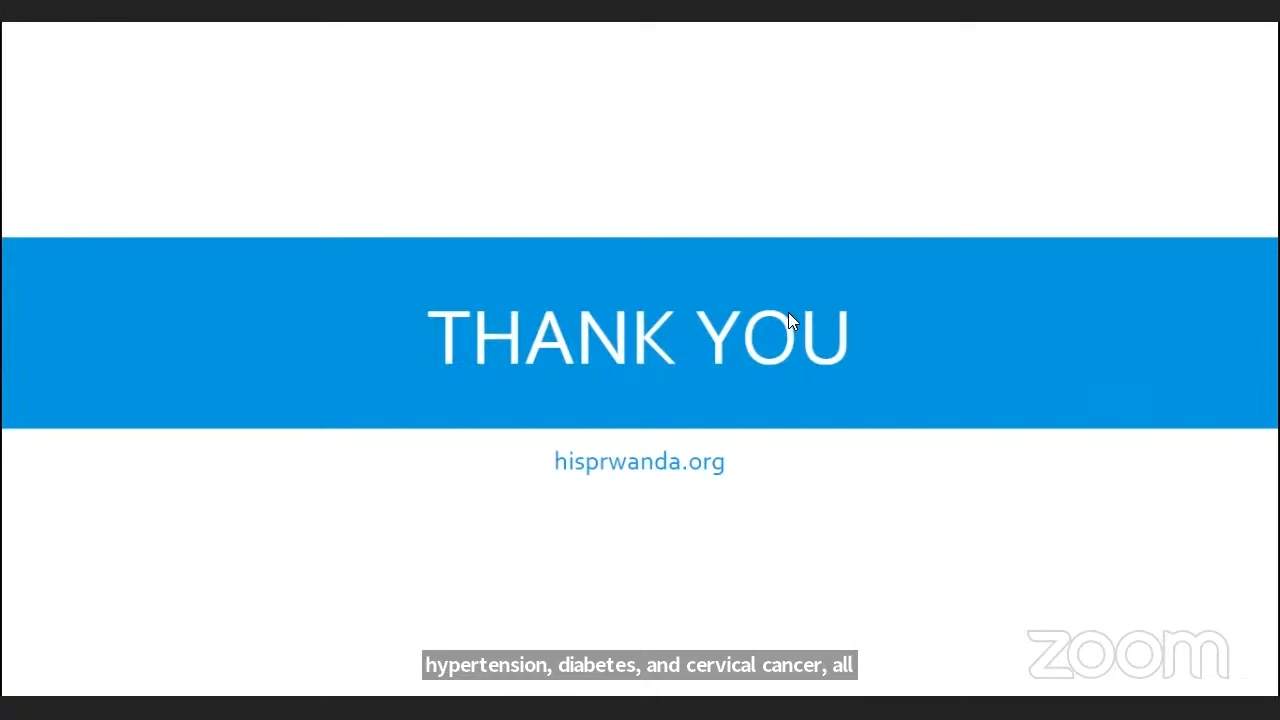 THANK YOU
hisprwanda.org
zoom
hypertension, diabetes, and cervical cancer, all